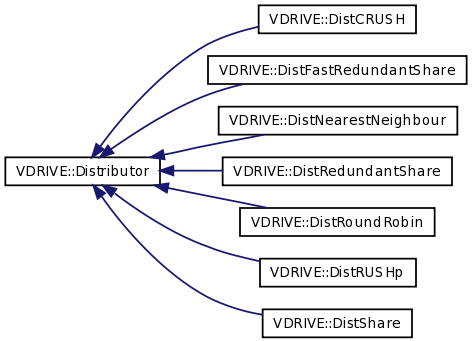 VDRIVE::DistCRUSH
VDRIVE::DistFastRedundantShare
VDRIVE::DistNearestNeighbour
VDRIVE::Distributor
VDRIVE::DistRedundantShare
VDRIVE::DistRoundRobin
VDRIVE::DistRUSHp
VDRIVE::DistShare